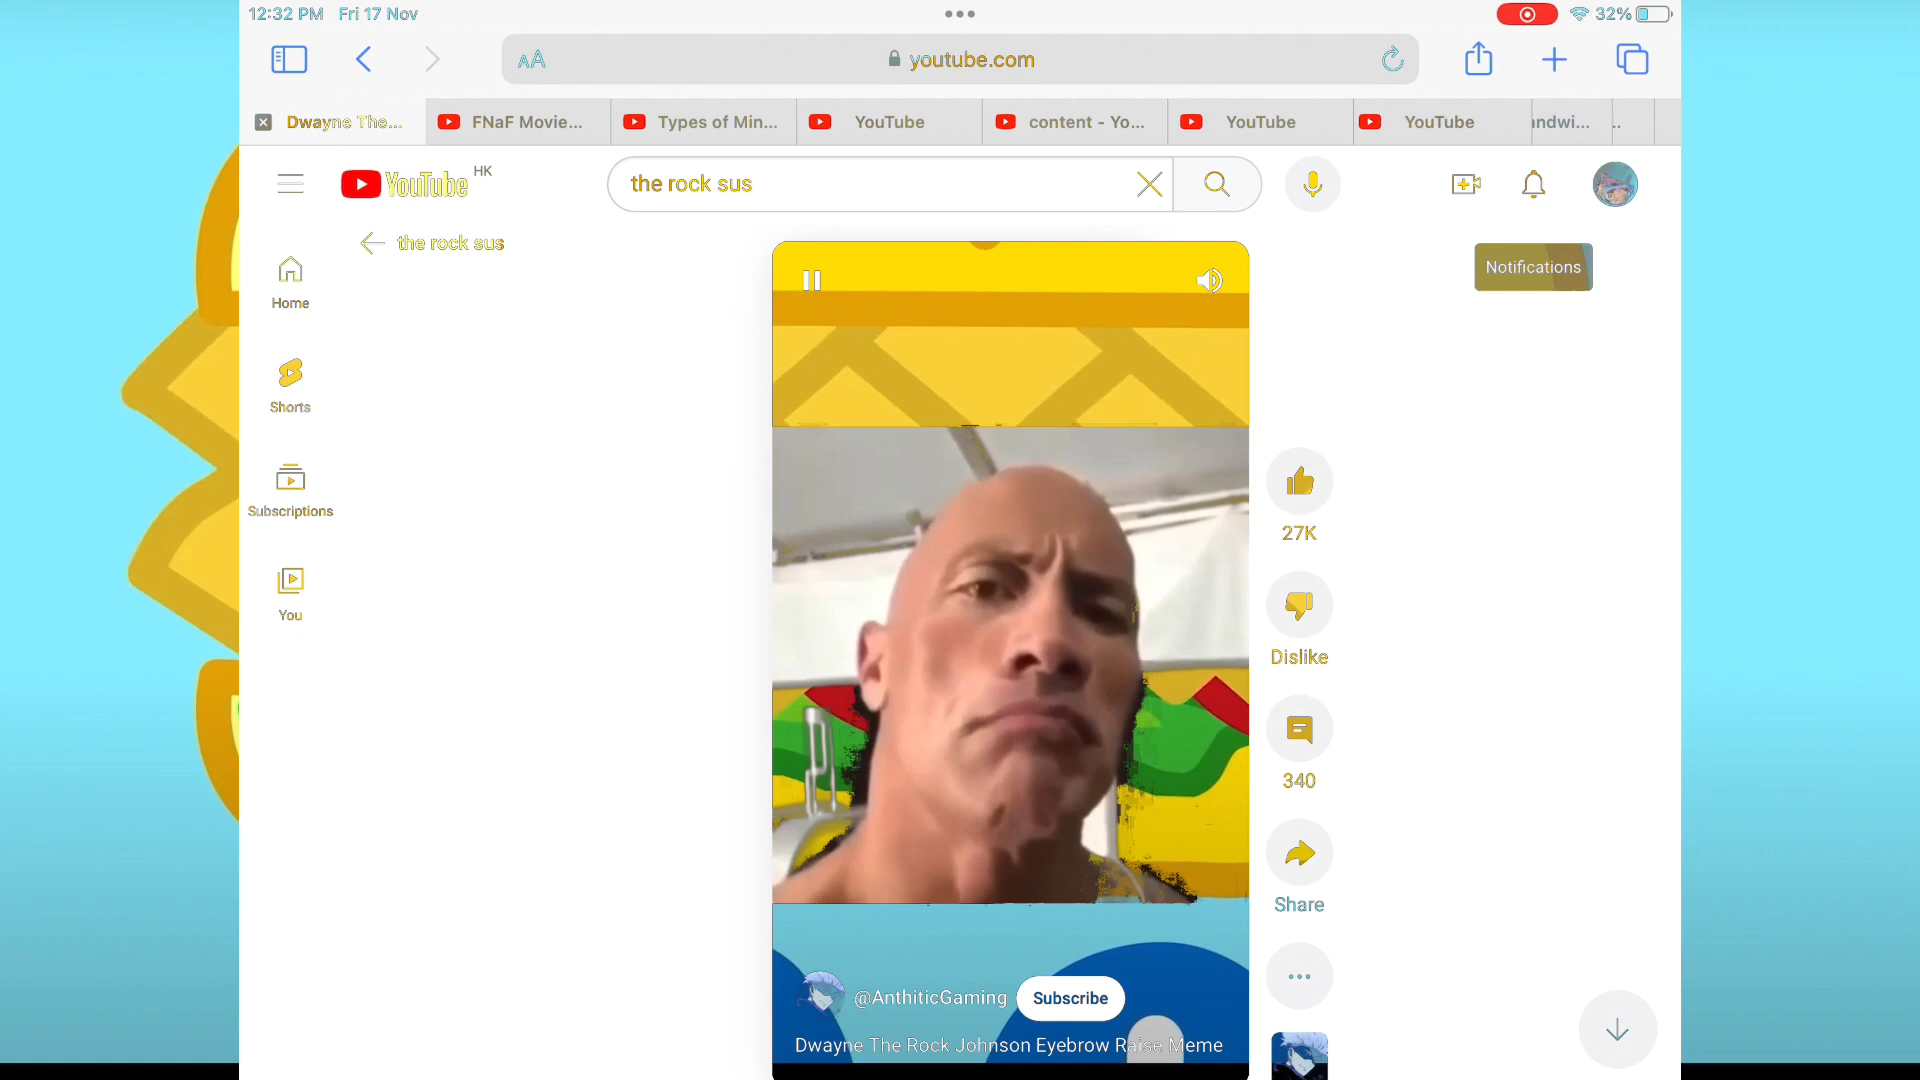 12:32 PM Fri 17 Nov
32%
AA
youtube.com
Dwayne The...
FNaF Movie...
Types of Min...
YouTube
content - Yo...
YouTube
YouTube
andwi...
..
YouTube HK
the rock sus
the rock sus
Notifications
Home
Shorts
Subscriptions
You
27K
Dislike
340
Share
@AnthiticGaming
Subscribe
Dwayne The Rock Johnson Eyebrow Raise Meme